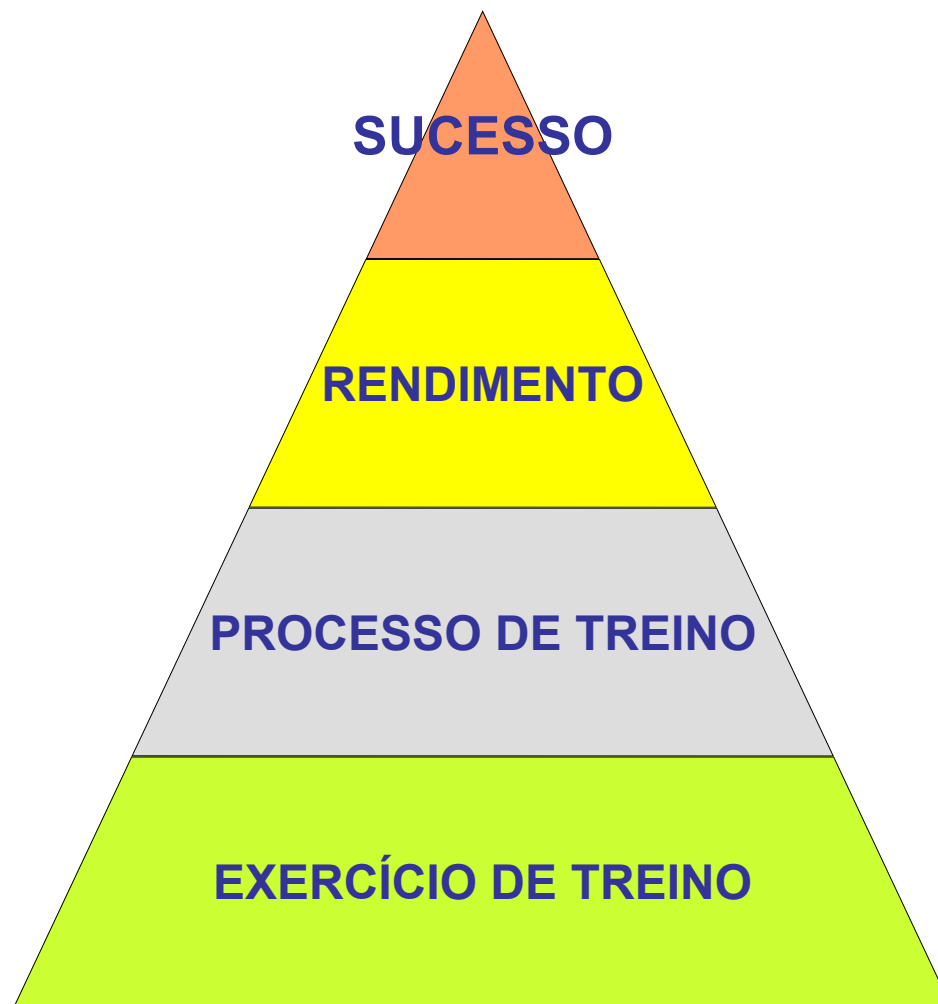 SUCESSO
RENDIMENTO
PROCESSO DE TREINO
EXERCÍCIO DE TREINO